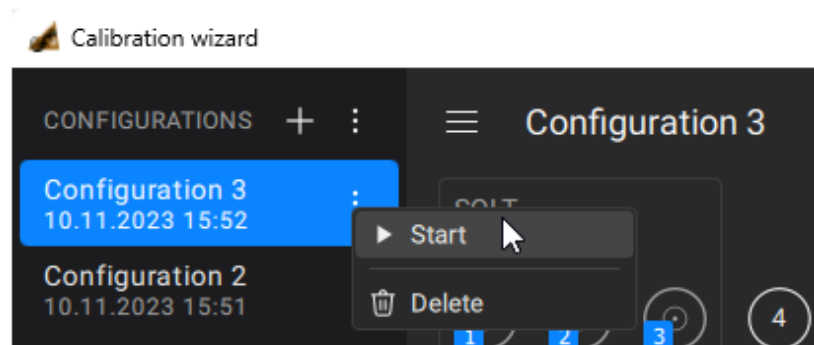 Calibration wizard
CONFIGURATIONS
Configuration 3
Configuration 3
10.11.2023 15:52
Start
Configuration 2
10.11.2023 15:51
Delete
1
2
3
4